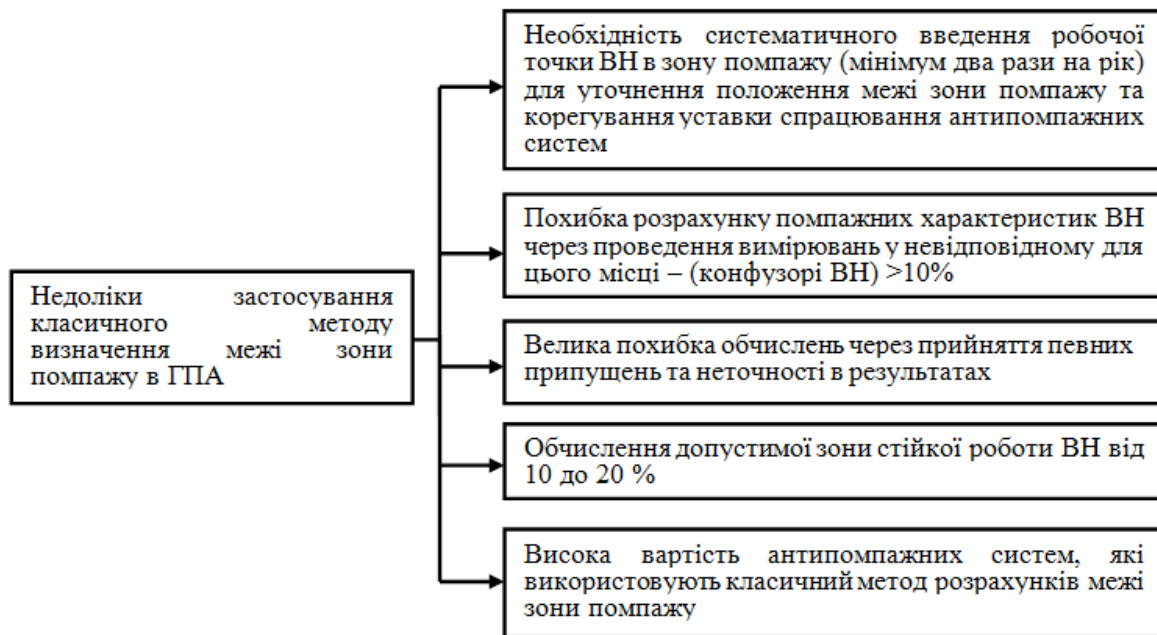 Необхідність систематичного введення робочої
точки ВН в зону помпажу (мінімум два рази на рік)
для уточнення положення межі зони помпажу та
корегування уставки спрацювання антипомпажних
систем
Похибка розрахунку помпажних характеристик ВН
через проведення вимірювань у невідповідному для
цього місці – (конфузорі ВН) >10%
Недоліки застосування
класичного методу
визначення межі зони
помпажу в ГПА
Велика похибка обчислень через прийняття певних
припущень та неточності в результатах
Обчислення допустимої зони стійкої роботи ВН від
10 до 20 %
Висока вартість антипомпажних систем, які
використовують класичний метод розрахунків межі
зони помпажу